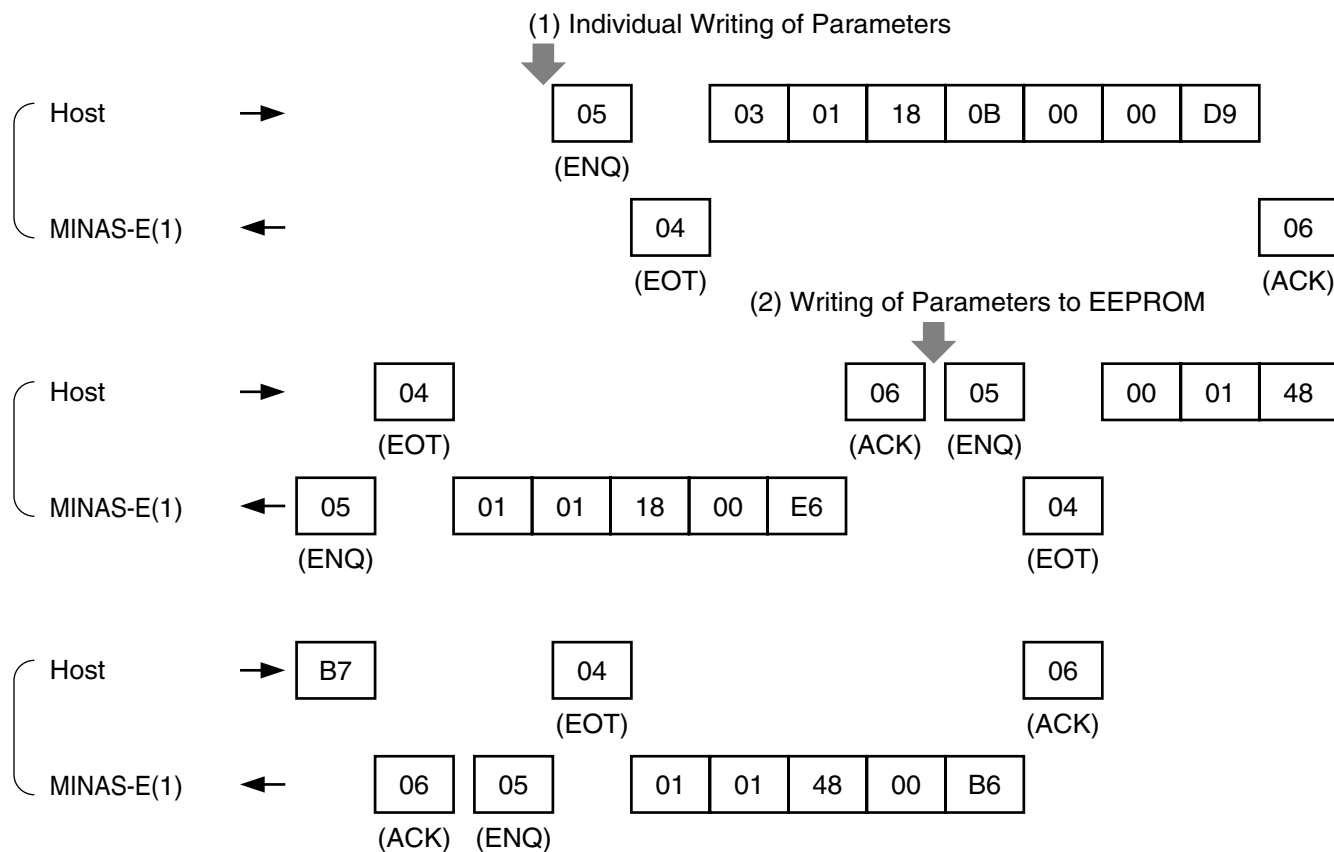 (1) Individual Writing of Parameters
Host 05 03 01 18 0B 00 00 D9
(ENQ)
MINAS-E(1) 04 06
(EOT) (ACK)
(2) Writing of Parameters to EEPROM
Host 04 06 05 00 01 48
(EOT) (ACK) (ENQ)
MINAS-E(1) 05 01 01 18 00 E6 04
(ENQ) (EOT)
Host B7 04 06
(EOT) (ACK)
MINAS-E(1) 06 05 01 01 48 00 B6
(ACK) (ENQ)